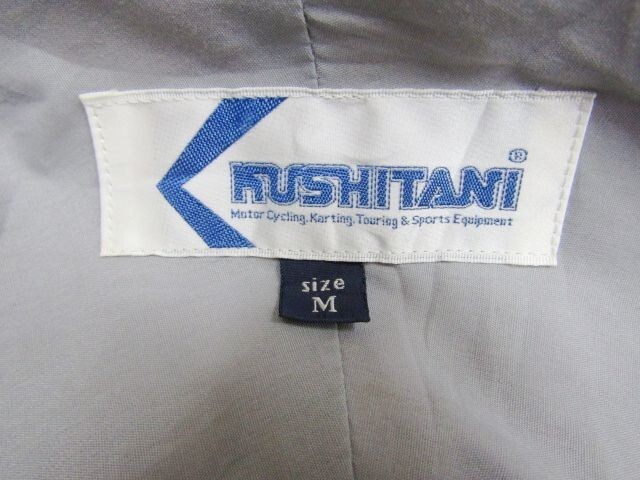 KUSHITANI ®
Motor Cycling. Karting. Touring & Sports Equipment
size
M